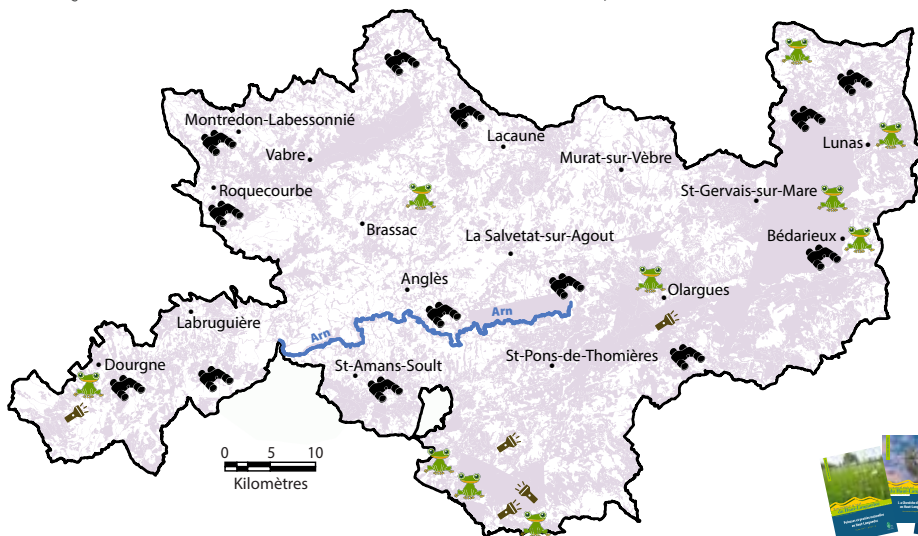 Montredon-Labessonnié
Lacaune
Lunas
Vabre
Murat-sur-Vèbre
Roquecourbe
St-Gervais-sur-Mare
Brassac
La Salvetat-sur-Agout
Bédarieux
Anglès
Olargues
Arn
Arn
Labruguière
St-Pons-de-Thomières
Dourgne
St-Amans-Soult
0 5 10
Kilomètres